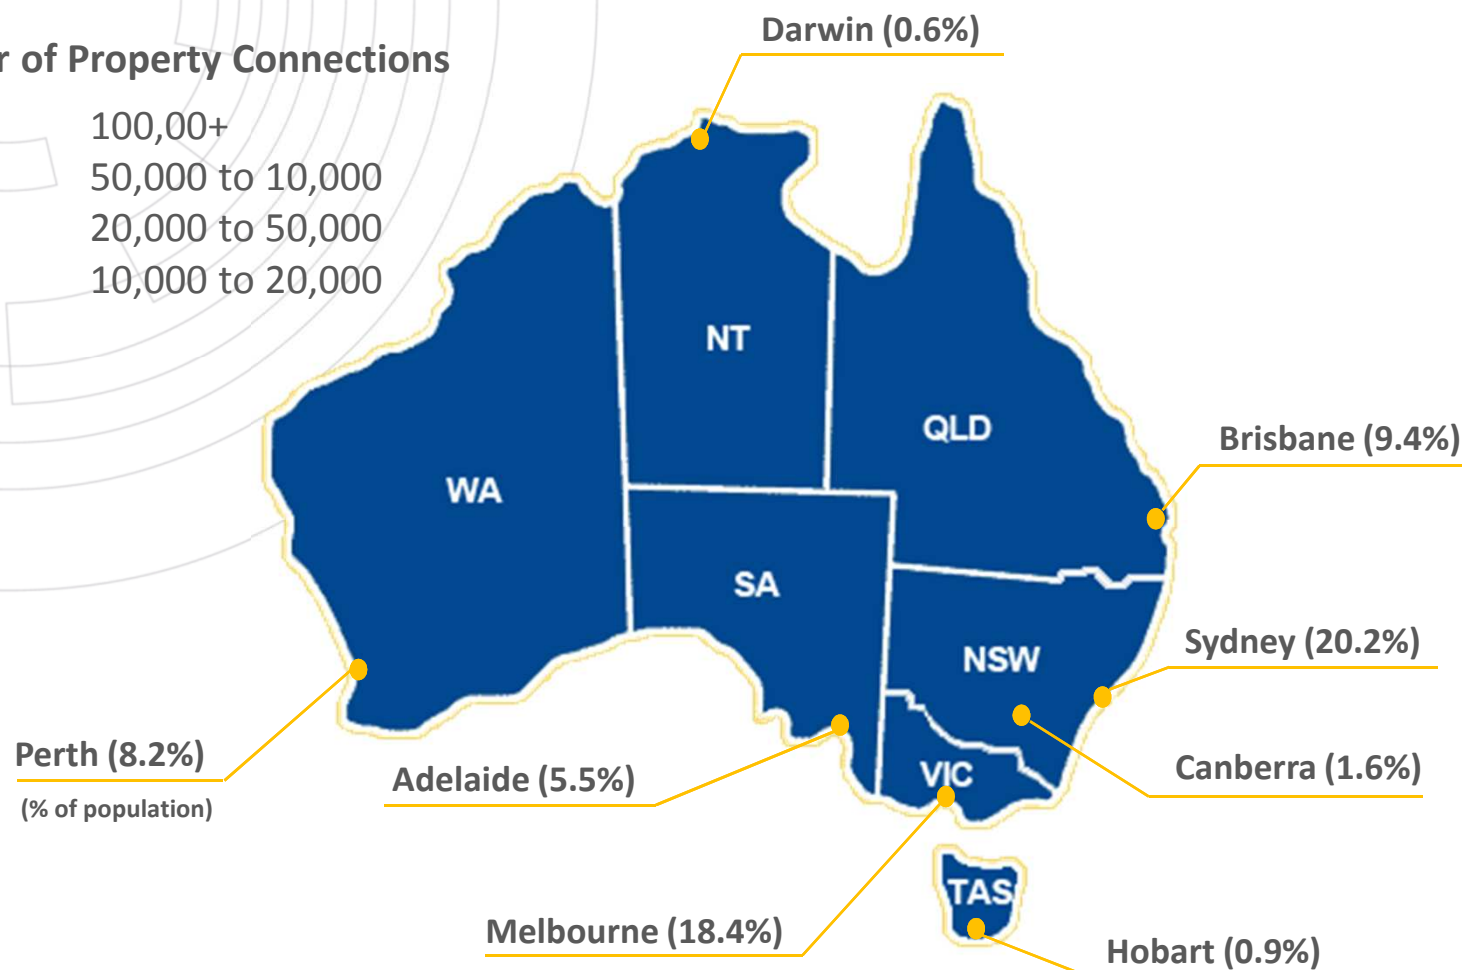 Darwin (0.6%)
r of Property Connections
100,00+
50,000 to 10,000
20,000 to 50,000
10,000 to 20,000
NT
QLD
Brisbane (9.4%)
WA
SA
Sydney (20.2%)
NSW
Perth (8.2%)
(% of population)
Adelaide (5.5%)
VIC
Canberra (1.6%)
TAS
Melbourne (18.4%)
Hobart (0.9%)